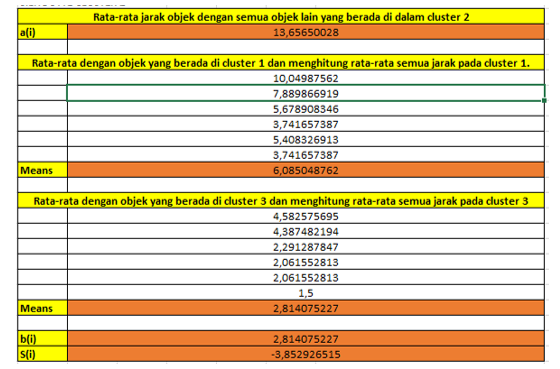 Rata-rata jarak objek dengan semua objek lain yang berada di dalam cluster 2
a(i) 13,65650028
Rata-rata dengan objek yang berada di cluster 1 dan menghitung rata-rata semua jarak pada cluster 1.
10,04987562
7,889866919
5,678908346
3,741657387
5,408326913
3,741657387
Means 6,085048762
Rata-rata dengan objek yang berada di cluster 3 dan menghitung rata-rata semua jarak pada cluster 3
4,582575695
4,387482194
2,291287847
2,061552813
2,061552813
1,5
Means 2,814075227
b(i) 2,814075227
S(i) -3,852926515